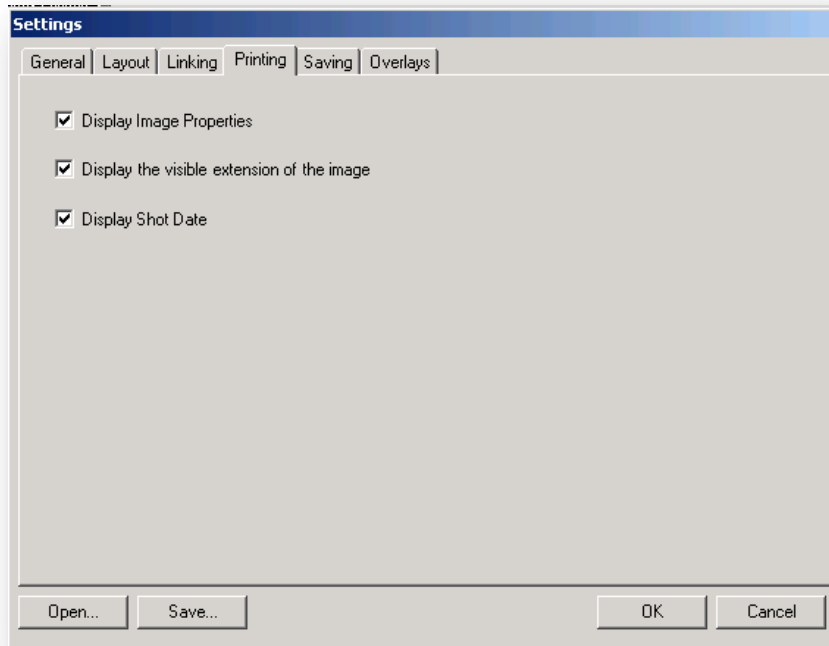 Settings
General Layout Linking Printing Saving Overlays
Display Image Properties
Display the visible extension of the image
Display Shot Date
Open... Save... OK Cancel